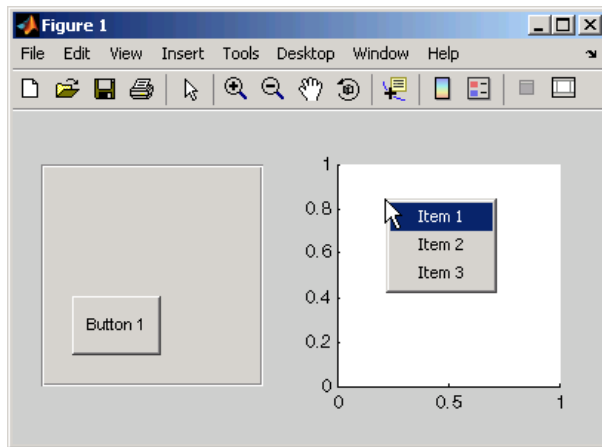 Figure 1
File Edit View Insert Tools Desktop Window Help
1
0.8
0.6
0.4
0.2
0
0 0.5 1
Item 1
Item 2
Item 3
Button 1